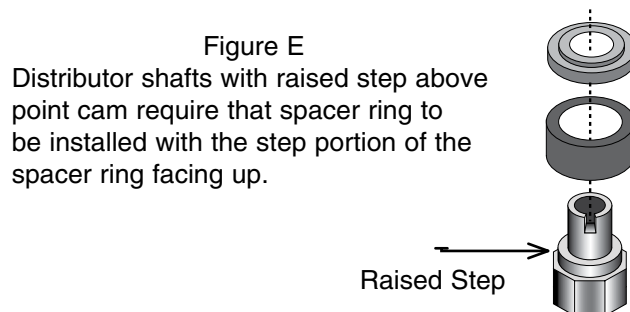 Figure E
Distributor shafts with raised step above
point cam require that spacer ring to
be installed with the step portion of the
spacer ring facing up.
Raised Step